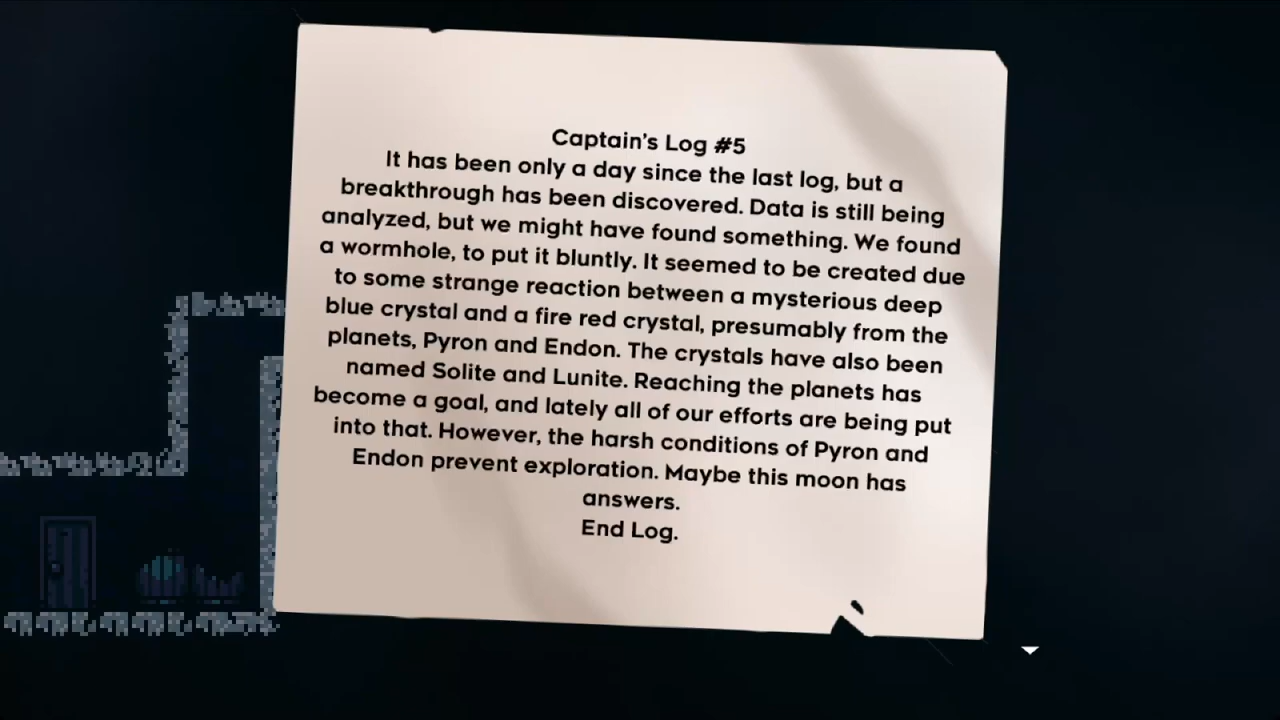 Captain's Log #5
It has been only a day since the last log, but a
breakthrough has been discovered. Data is still being
analyzed, but we might have found something. We found
a wormhole, to put it bluntly. It seemed to be created due
to some strange reaction between a mysterious deep
blue crystal and a fire red crystal, presumably from the
planets, Pyron and Endon. The crystals have also been
named Solite and Lunite. Reaching the planets has
become a goal, and lately all of our efforts are being put
into that. However, the harsh conditions of Pyron and
Endon prevent exploration. Maybe this moon has
answers.
End Log.